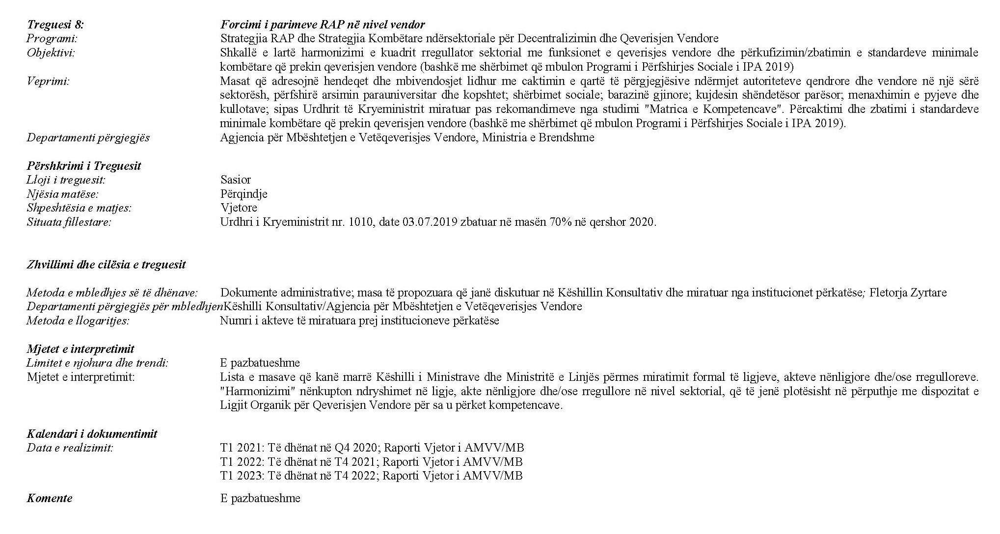 Treguesi 8: Forcimi i parimeve RAP në nivel vendor
Programi: Strategjia RAP dhe Strategjia Kombëtare ndërsektoriale për Decentralizimin dhe Qeverisjen Vendore
Objektivi: Shkallë e lartë harmonizimi e kuadrit rregullator sektorial me funksionet e qeverisjes vendore dhe përkufizimin/zbatimin e standardeve minimale
kombëtare që prekin qeverisjen vendore (bashkë me shërbimet që mbulon Programi i Përfshirjes Sociale i IPA 2019)
Veprimi: Masat që adresojnë hendeqet dhe mbivendosjet lidhur me caktimin e qartë të përgjegjësive ndërmjet autoriteteve qendrore dhe vendore në një sërë
sektorësh, përfshirë arsimin parauniversitar dhe kopshtet; shërbimet sociale; barazinë gjinore; kujdesin shëndetësor parësor; menaxhimin e pyjeve dhe
kullotave; sipas Urdhrit të Kryeministrit miratuar pas rekomandimeve nga studimi "Matrica e Kompetencave". Përcaktimi dhe zbatimi i standardeve
minimale kombëtare që prekin qeverisjen vendore (bashkë me shërbimet që mbulon Programi i Përfshirjes Sociale i IPA 2019).
Departamenti përgjegjës Agjencia për Mbështetjen e Vetëqeverisjes Vendore, Ministria e Brendshme
Përshkrimi i Treguesit
Lloji i treguesit: Sasior
Njësia matëse: Përqindje
Shpeshtësia e matjes: Vjetore
Situata fillestare: Urdhri i Kryeministrit nr. 1010, date 03.07.2019 zbatuar në masën 70% në qershor 2020.
Zhvillimi dhe cilësia e treguesit
Metoda e mbledhjes së të dhënave: Dokumente administrative; masa të propozuara që janë diskutuar në Këshillin Konsultativ dhe miratuar nga institucionet përkatëse; Fletorja Zyrtare
Departamenti përgjegjës për mbledhjen Këshilli Konsultativ/Agjencia për Mbështetjen e Vetëqeverisjes Vendore
Metoda e llogaritjes: Numri i akteve të miratuara prej institucioneve përkatëse
Mjetet e interpretimit
Limitet e njohura dhe trendi: E pazbatueshme
Mjetet e interpretimit: Lista e masave që kanë marrë Këshilli i Ministrave dhe Ministritë e Linjës përmes miratimit formal të ligjeve, akteve nënligjore dhe/ose rregulloreve.
"Harmonizimi" nënkupton ndryshimet në ligje, akte nënligjore dhe/ose rregullore në nivel sektorial, që të jenë plotësisht në përputhje me dispozitat e
Ligjit Organik për Qeverisjen Vendore për sa u përket kompetencave.
Kalendari i dokumentimit
Data e realizimit: T1 2021: Të dhënat në Q4 2020; Raporti Vjetor i AMVV/MB
T1 2022: Të dhënat në T4 2021; Raporti Vjetor i AMVV/MB
T1 2023: Të dhënat në T4 2022; Raporti Vjetor i AMVV/MB
Komente E pazbatueshme